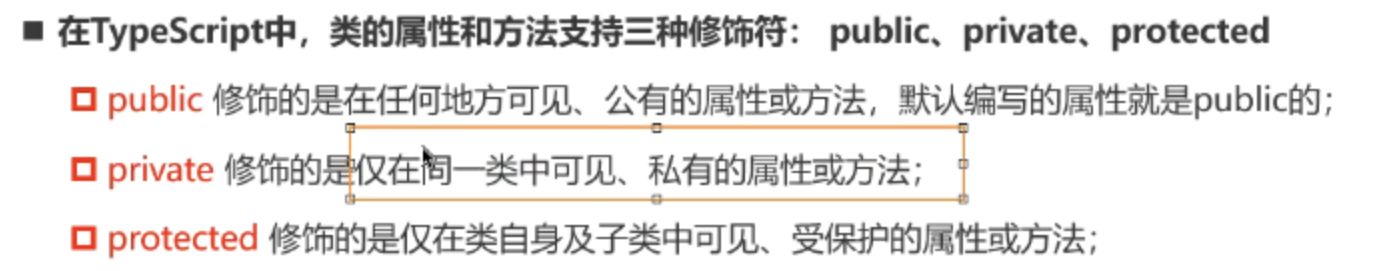 在TypeScript中，类的属性和方法支持三种修饰符： public、private、protected
public 修饰的是在任何地方可见、公有的属性或方法，默认编写的属性就是public的；
private 修饰的是仅在同一类中可见、私有的属性或方法；
protected 修饰的是仅在类自身及子类中可见、受保护的属性或方法；